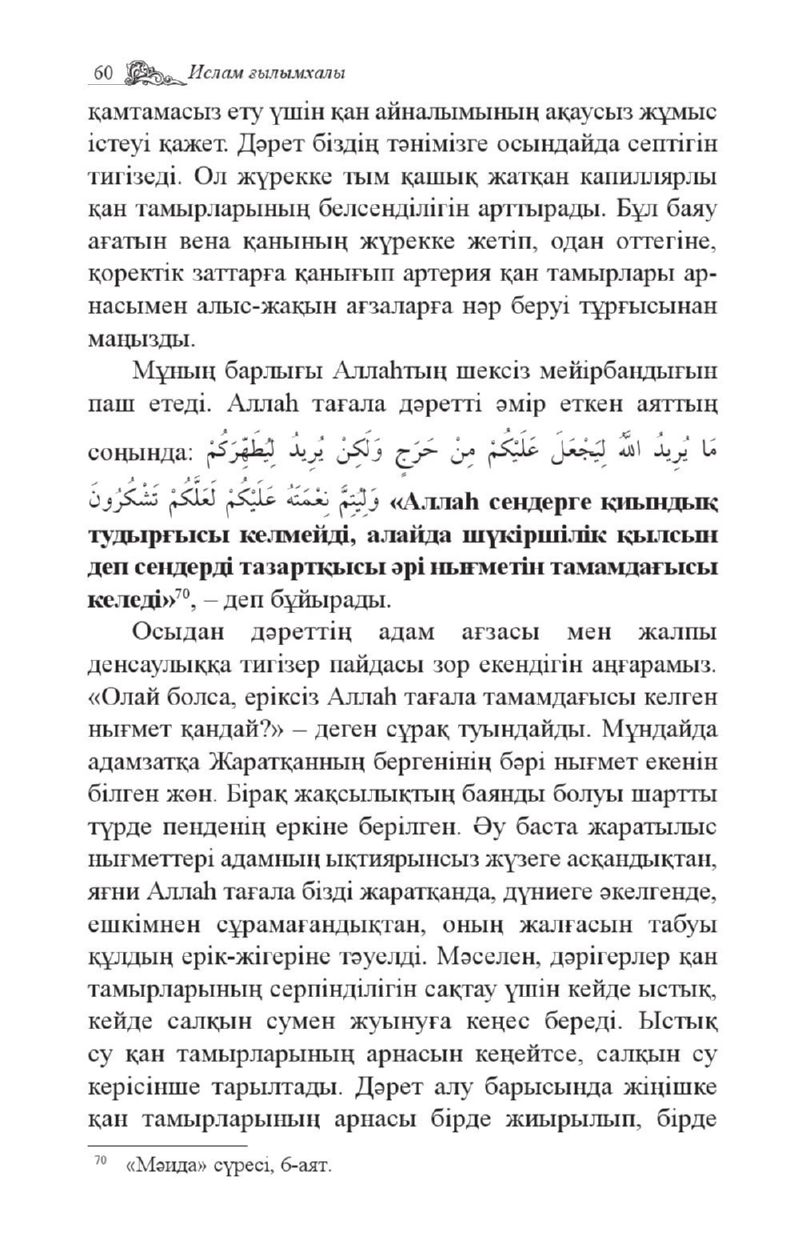 60 Ислам ғылымхалы
қамтамасыз ету үшін қан айналымының ақаусыз жұмыс
істеуі қажет. Дәрет біздің тәнімізге осындайда септігін
тигізеді. Ол жүрекке тым қашық жатқан капиллярлы
қан тамырларының белсенділігін арттырады. Бұл баяу
ағатын вена қанының жүрекке жетіп, одан оттегіне,
қоректік заттарға қанығып артерия қан тамырлары ар-
насымен алыс-жақын ағзаларға нәр беруі тұрғысынан
маңызды.
Мұның барлығы Аллаһтың шексіз мейірбандығын
паш етеді. Аллаһ тағала дәретті әмір еткен аяттың
соңында: مَا يُرِيدُ اللَّهُ لِيَجْعَلَ عَلَيْكُمْ مِنْ حَرَجٍ وَلَكِنْ يُرِيدُ لِيُطَهِّرَكُمْ
وَلِيُتِمَّ نِعْمَتَهُ عَلَيْكُمْ لَعَلَّكُمْ تَشْكُرُونَ «Аллаһ сендерге қиындық
тудырғысы келмейді, алайда шүкіршілік қылсын
деп сендерді тазартқысы әрі нығметін тамамдағысы
келеді»⁷⁰, – деп бұйырады.
Осыдан дәреттің адам ағзасы мен жалпы
денсаулыққа тигізер пайдасы зор екендігін аңғарамыз.
«Олай болса, еріксіз Аллаһ тағала тамамдағысы келген
нығмет қандай?» – деген сұрақ туындайды. Мұндайда
адамзатқа Жаратқанның бергенінің бәрі нығмет екенін
білген жөн. Бірақ жақсылықтың баянды болуы шартты
түрде пенденің еркіне берілген. Әу баста жаратылыс
нығметтері адамның ықтиярынсыз жүзеге асқандықтан,
яғни Аллаһ тағала бізді жаратқанда, дүниеге әкелгенде,
ешкімнен сұрамағандықтан, оның жалғасын табуы
құлдың ерік-жігеріне тәуелді. Мәселен, дәрігерлер қан
тамырларының серпінділігін сақтау үшін кейде ыстық,
кейде салқын сумен жуынуға кеңес береді. Ыстық
су қан тамырларының арнасын кеңейтсе, салқын су
керісінше тарылтады. Дәрет алу барысында жіңішке
қан тамырларының арнасы бірде жиырылып, бірде
⁷⁰ «Мәида» сүресі, 6-аят.